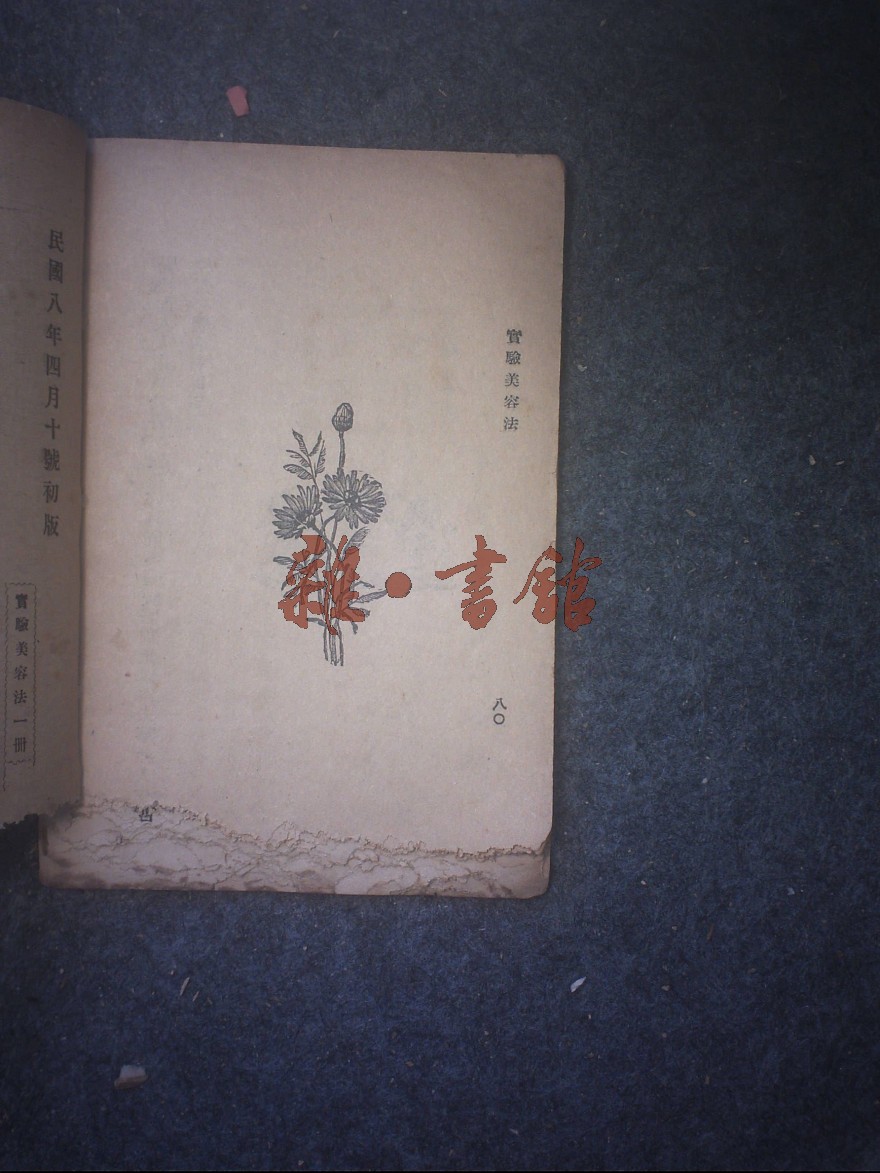 實驗美容法
八〇
民國八年四月十號初版
實驗美容法一冊
雜·書館